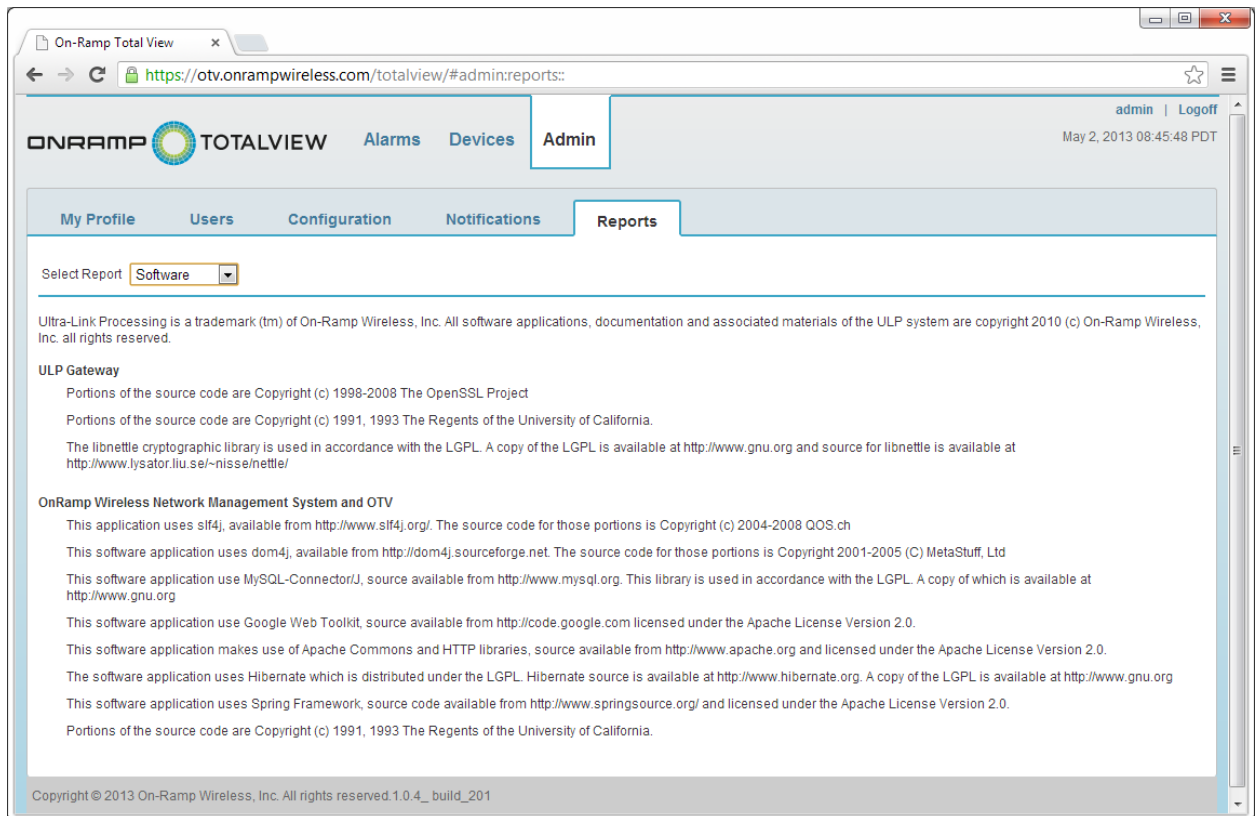 On-Ramp Total View
https://otv.onrampwireless.com/totalview/#admin:reports::
admin | Logoff
ONRAMP TOTALVIEW Alarms Devices Admin
May 2, 2013 08:45:48 PDT
My Profile Users Configuration Notifications Reports
Select Report Software
Ultra-Link Processing is a trademark (tm) of On-Ramp Wireless, Inc. All software applications, documentation and associated materials of the ULP system are copyright 2010 (c) On-Ramp Wireless,
Inc. all rights reserved.
ULP Gateway
Portions of the source code are Copyright (c) 1998-2008 The OpenSSL Project
Portions of the source code are Copyright (c) 1991, 1993 The Regents of the University of California.
The libnettle cryptographic library is used in accordance with the LGPL. A copy of the LGPL is available at http://www.gnu.org and source for libnettle is available at
http://www.lysator.liu.se/~nisse/nettle/
OnRamp Wireless Network Management System and OTV
This application uses slf4j, available from http://www.slf4j.org/. The source code for those portions is Copyright (c) 2004-2008 QOS.ch
This software application uses dom4j, available from http://dom4j.sourceforge.net. The source code for those portions is Copyright 2001-2005 (C) MetaStuff, Ltd
This software application use MySQL-Connector/J, source available from http://www.mysql.org. This library is used in accordance with the LGPL. A copy of which is available at
http://www.gnu.org
This software application use Google Web Toolkit, source available from http://code.google.com licensed under the Apache License Version 2.0.
This software application makes use of Apache Commons and HTTP libraries, source available from http://www.apache.org and licensed under the Apache License Version 2.0.
The software application uses Hibernate which is distributed under the LGPL. Hibernate source is available at http://www.hibernate.org. A copy of the LGPL is available at http://www.gnu.org
This software application uses Spring Framework, source code available from http://www.springsource.org/ and licensed under the Apache License Version 2.0.
Portions of the source code are Copyright (c) 1991, 1993 The Regents of the University of California.
Copyright © 2013 On-Ramp Wireless, Inc. All rights reserved.1.0.4_ build_201